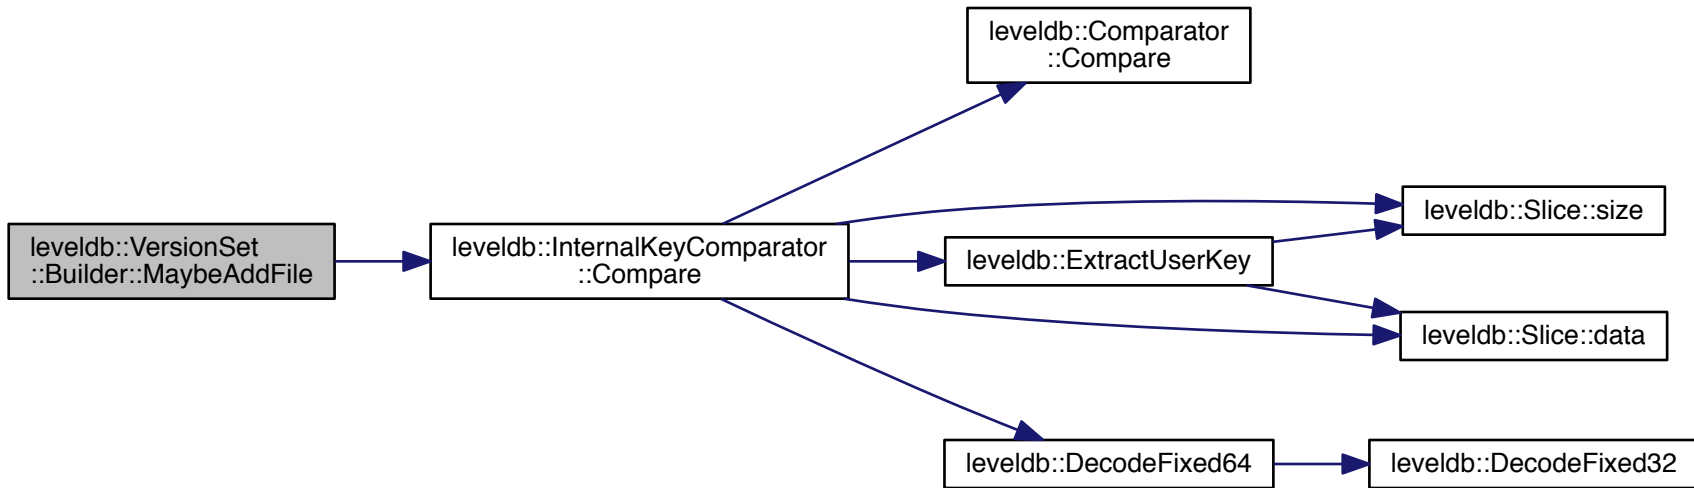 leveldb::Comparator
::Compare
leveldb::Slice::size
leveldb::VersionSet
::Builder::MaybeAddFile
leveldb::InternalKeyComparator
::Compare
leveldb::ExtractUserKey
leveldb::Slice::data
leveldb::DecodeFixed64
leveldb::DecodeFixed32